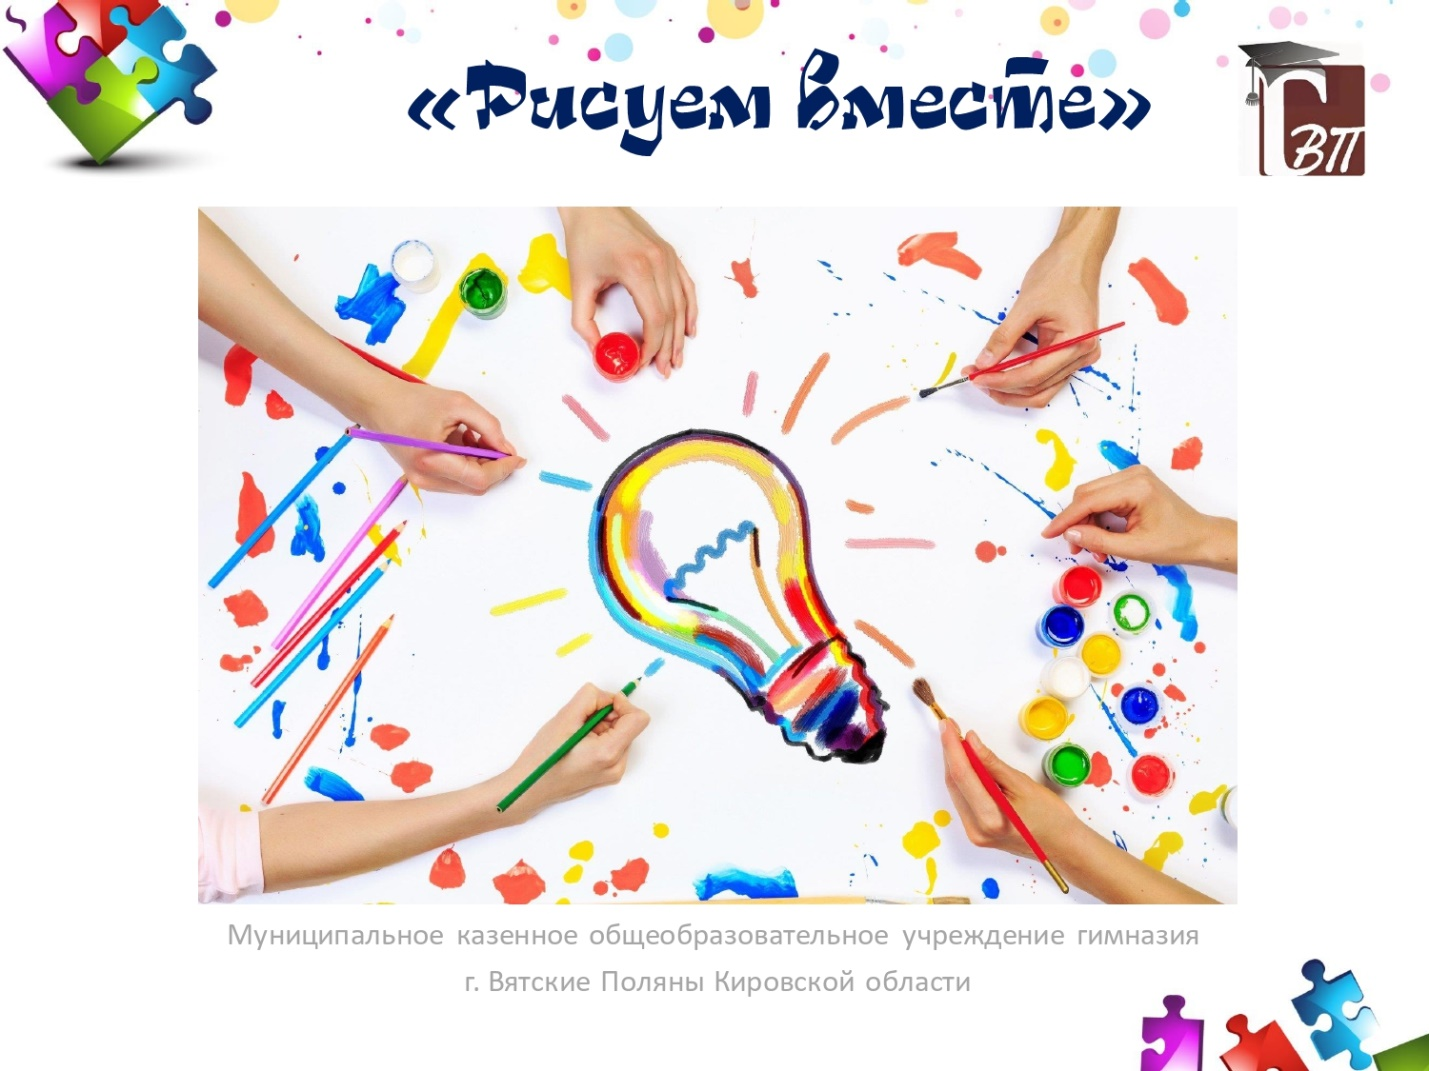 «Рисуем вместе»
Г ВП
Муниципальное казенное общеобразовательное учреждение гимназия
г. Вятские Поляны Кировской области